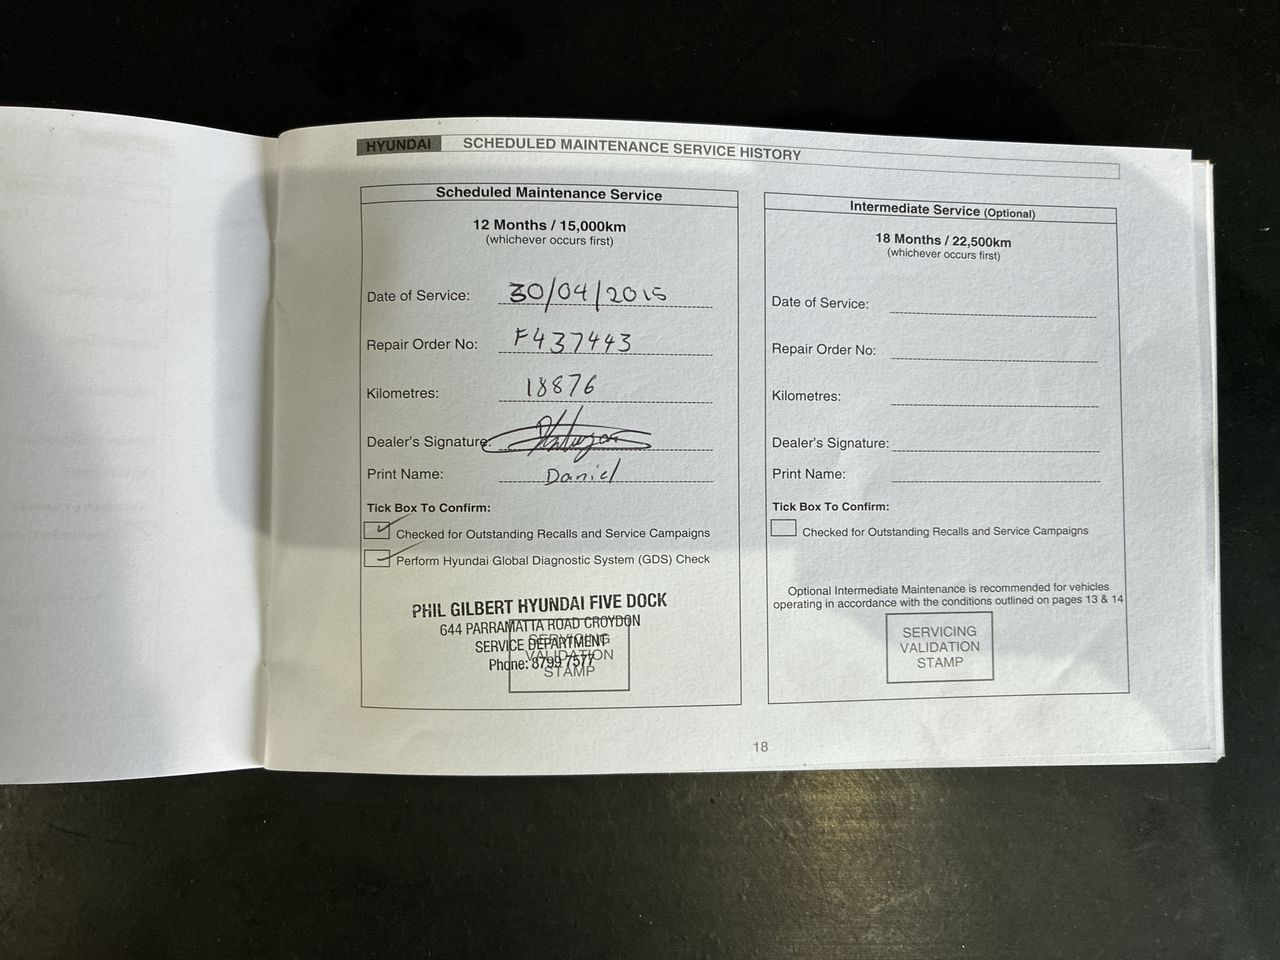 HYUNDAI SCHEDULED MAINTENANCE SERVICE HISTORY
Scheduled Maintenance Service
12 Months / 15,000km
(whichever occurs first)
Date of Service: 30/04/2015
Repair Order No: F437443
Kilometres: 18876
Dealer's Signature:
Print Name: Daniel
Tick Box To Confirm:
Checked for Outstanding Recalls and Service Campaigns
Perform Hyundai Global Diagnostic System (GDS) Check
PHIL GILBERT HYUNDAI FIVE DOCK
644 PARRAMATTA ROAD CROYDON
SERVICE DEPARTMENT
Phone: 8799 7577
SERVICING
VALIDATION
STAMP
Intermediate Service (Optional)
18 Months / 22,500km
(whichever occurs first)
Date of Service:
Repair Order No:
Kilometres:
Dealer's Signature:
Print Name:
Tick Box To Confirm:
Checked for Outstanding Recalls and Service Campaigns
Optional Intermediate Maintenance is recommended for vehicles
operating in accordance with the conditions outlined on pages 13 & 14
SERVICING
VALIDATION
STAMP
18